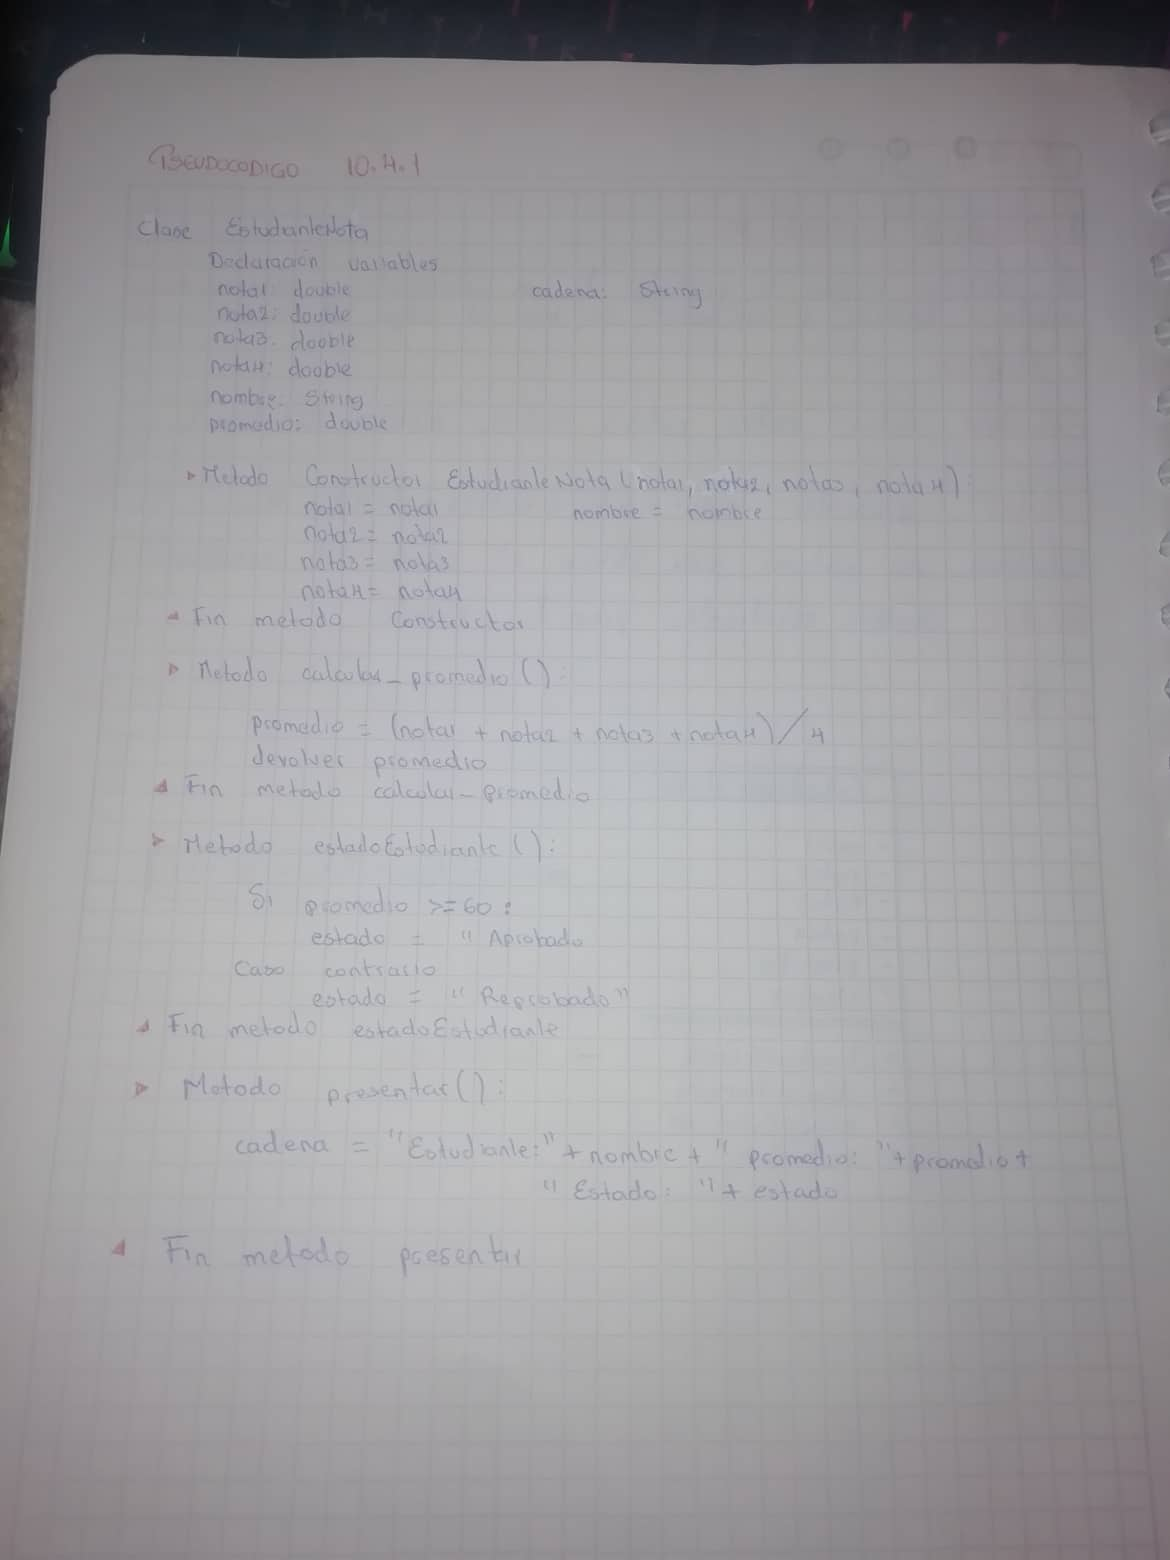 PSEUDOCODIGO 10.4.1
Clase EstudianteNota
Declaración variables
nota1: double cadena: String
nota2: double
nota3: dooble
nota4: dooble
nombre: String
promedio: double
Metodo Constructor EstudianteNota (nota1, nota2, nota3, nota4):
nota1 = nota1 nombre = nombre
nota2 = nota2
nota3 = nota3
nota4 = nota4
Fin metodo Constructor
Metodo calcular_promedio():
promedio = (nota1 + nota2 + nota3 + nota4)/4
devolver promedio
Fin metodo calcular_promedio
Metodo estadoEstudiante():
Si promedio >=60:
estado = "Aprobado
Caso contrario
estado = "Reprobado"
Fin metodo estadoEstudiante
Metodo presentar():
cadena = "Estudiante:" + nombre + " promedio: " + promedio +
" Estado: " + estado
Fin metodo presentar